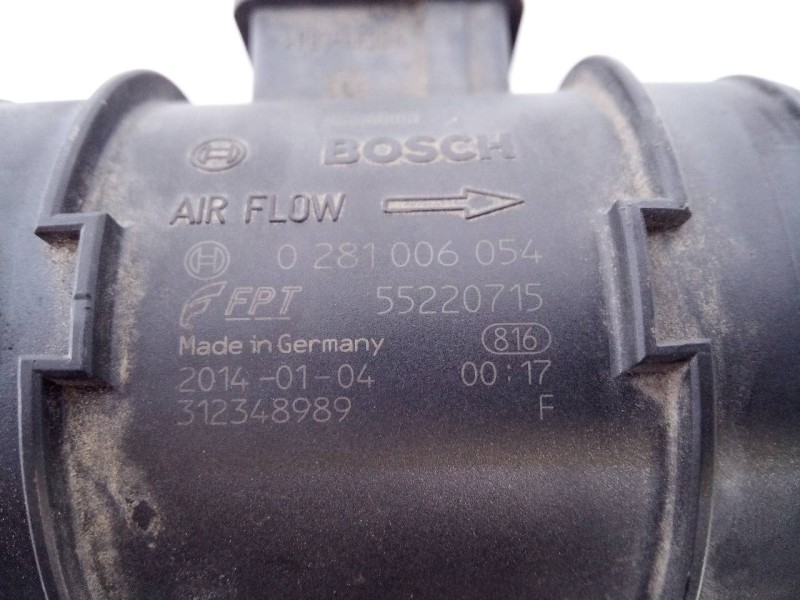 BOSCH
AIR FLOW
0 281 006 054
FPT 55220715
Made in Germany 816
2014-01-04 00:17
312348989 F